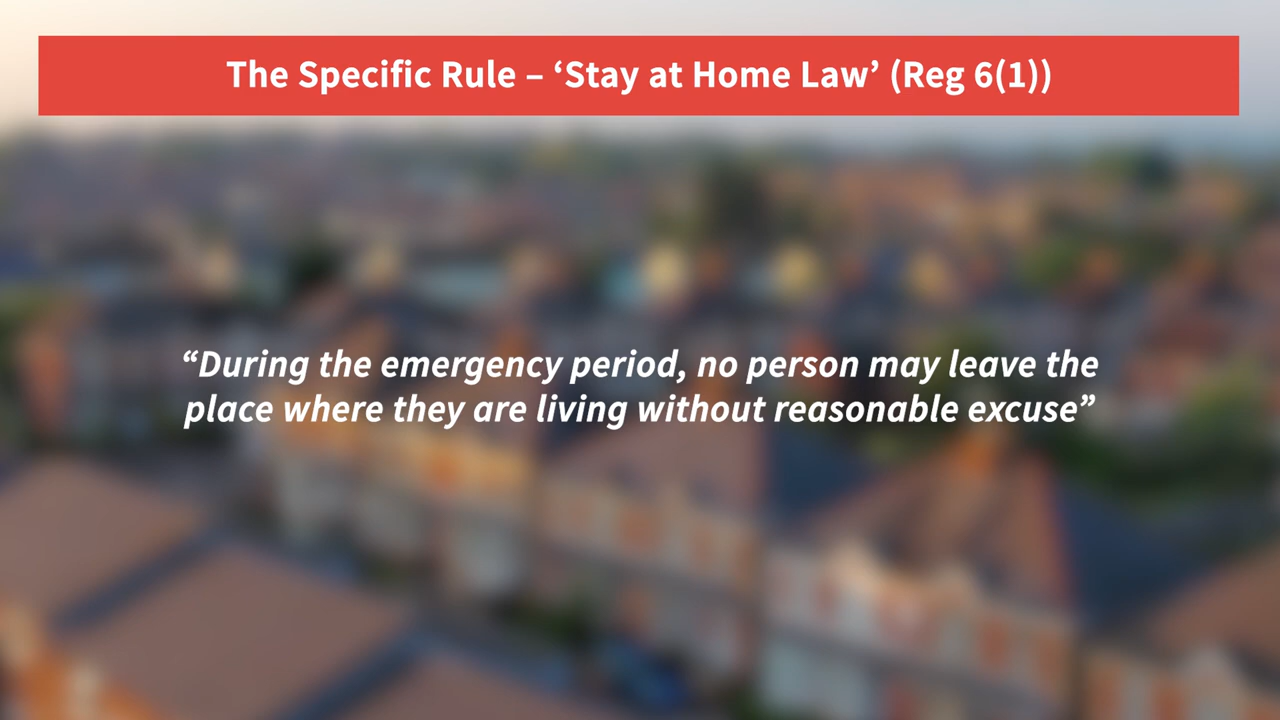 The Specific Rule – ‘Stay at Home Law’ (Reg 6(1))
“During the emergency period, no person may leave the
place where they are living without reasonable excuse”